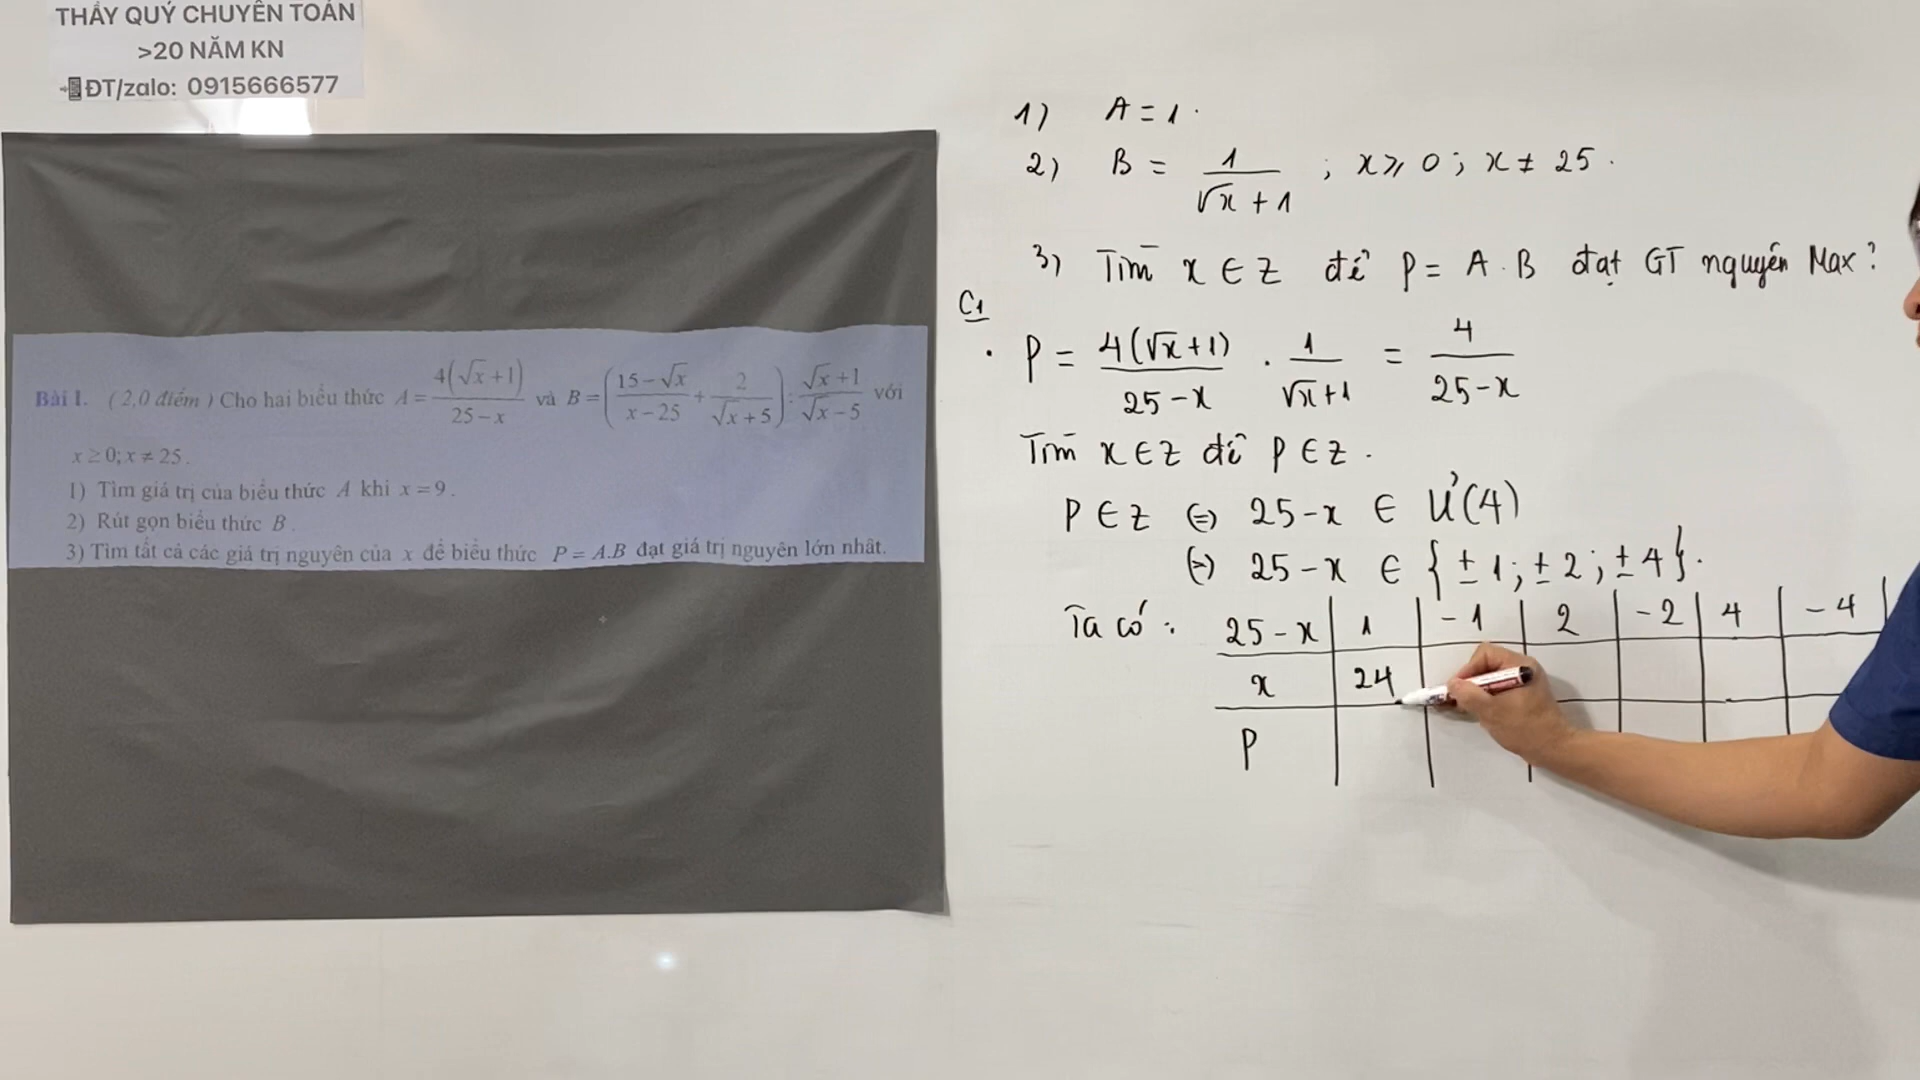 THẦY QUÝ CHUYÊN TOÁN
>20 NĂM KN
ĐT/zalo: 0915666577
Bài I. ( 2,0 điểm ) Cho hai biểu thức A = 4(√x+1)/(25-x) và B = ((15-√x)/(x-25) + 2/(√x+5)) : (√x+1)/(√x-5) với
x ≥ 0; x ≠ 25.
1) Tìm giá trị của biểu thức A khi x = 9.
2) Rút gọn biểu thức B.
3) Tìm tất cả các giá trị nguyên của x để biểu thức P = A.B đạt giá trị nguyên lớn nhất.
1) A = 1.
2) B = 1/(√x + 1) ; x ≥ 0; x ≠ 25.
3) Tìm x ∈ Z để P = A . B đạt GT nguyên Max?
C1
. P = 4(√x+1)/(25-x) . 1/(√x+1) = 4/(25-x)
Tìm x ∈ Z để P ∈ Z.
P ∈ Z (=) 25-x ∈ Ư(4)
(=) 25-x ∈ {±1; ±2; ±4}.
Ta có: 25-x | 1 | -1 | 2 | -2 | 4 | -4
x | 24
P